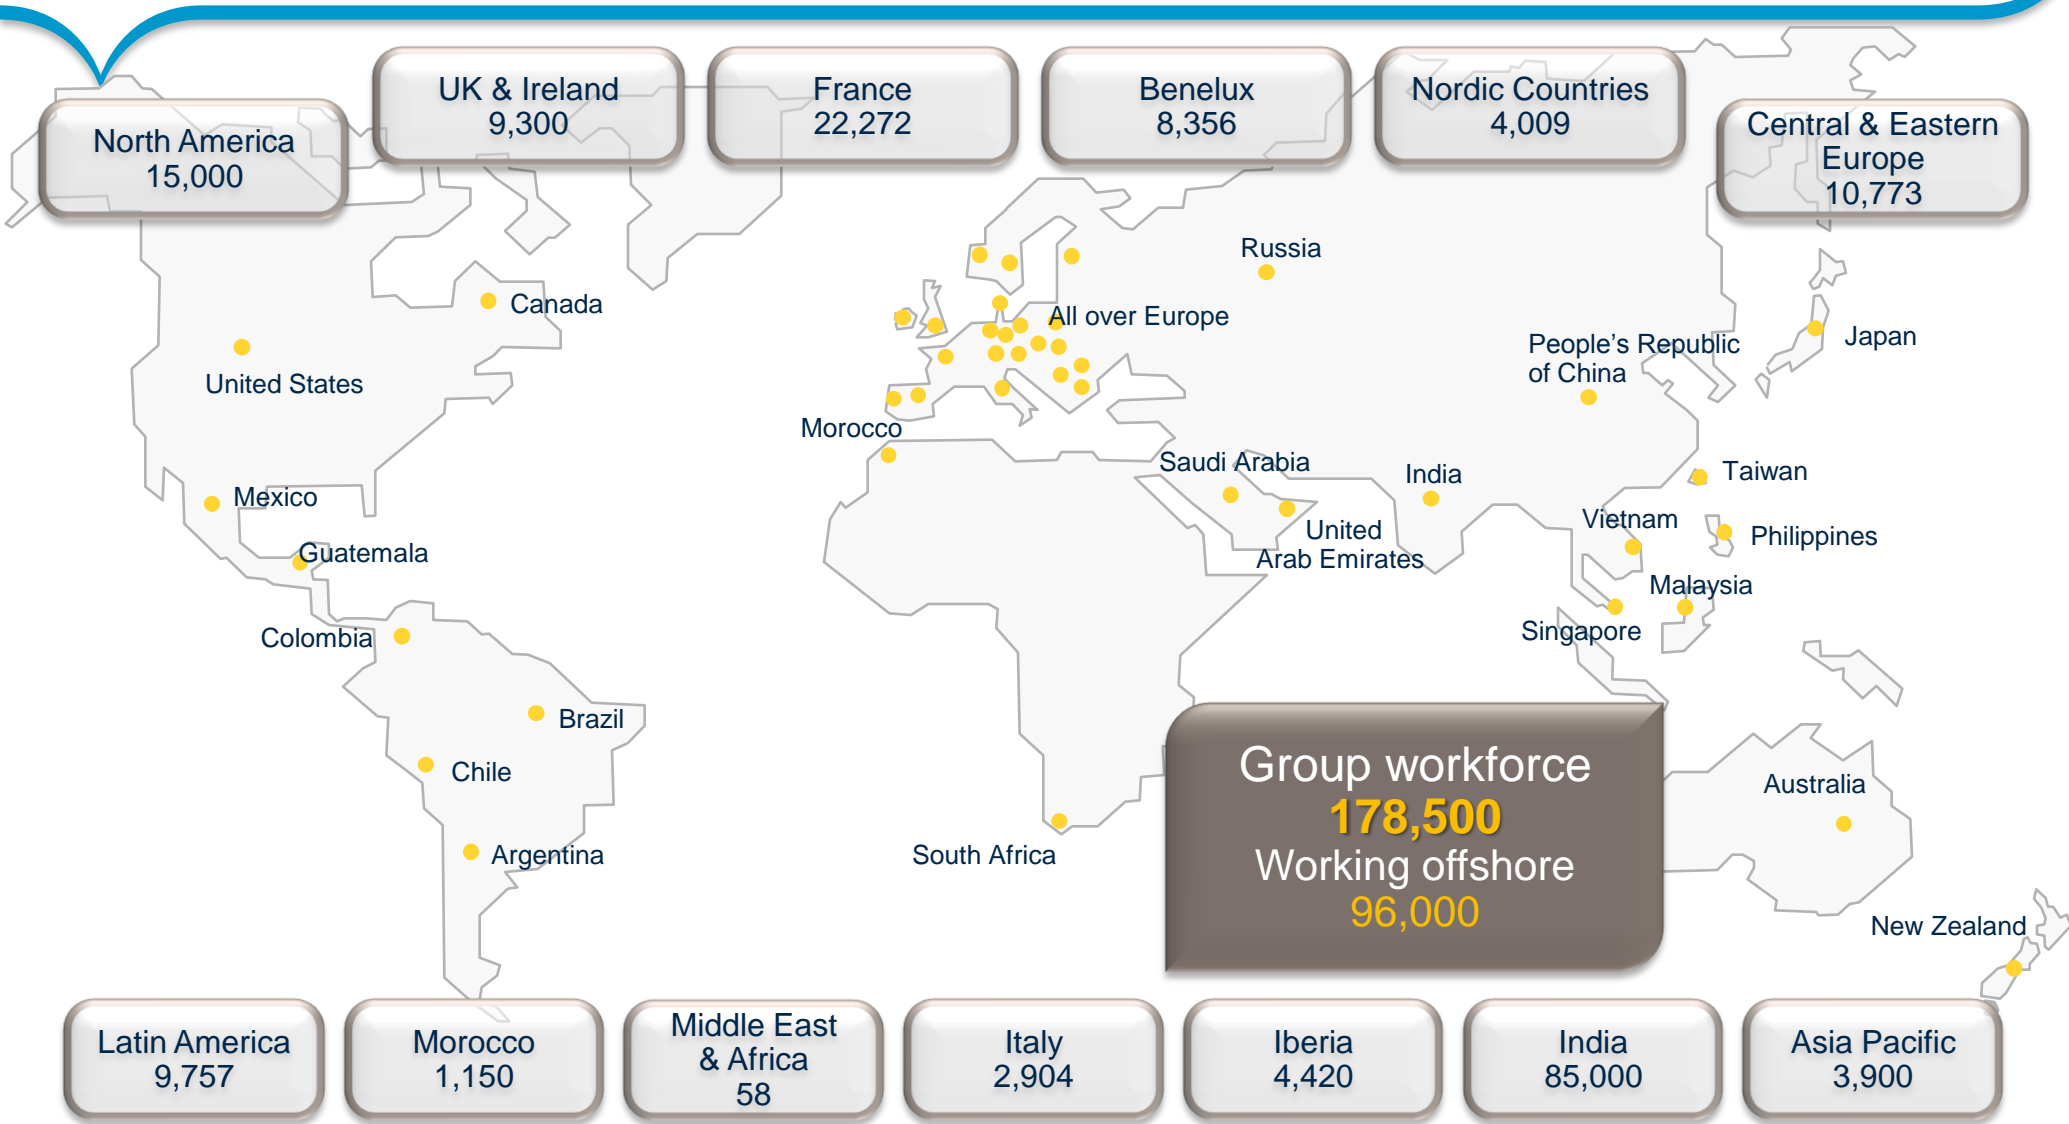 UK & Ireland
9,300
France
22,272
Benelux
8,356
Nordic Countries
4,009
North America
15,000
Central & Eastern
Europe
10,773
Russia
Canada
All over Europe
United States
People's Republic
of China
Japan
Morocco
Saudi Arabia
India
Taiwan
Mexico
United
Arab Emirates
Vietnam
Philippines
Guatemala
Malaysia
Colombia
Singapore
Brazil
Chile
Group workforce
178,500
Working offshore
96,000
Australia
Argentina
South Africa
New Zealand
Latin America
9,757
Morocco
1,150
Middle East
& Africa
58
Italy
2,904
Iberia
4,420
India
85,000
Asia Pacific
3,900